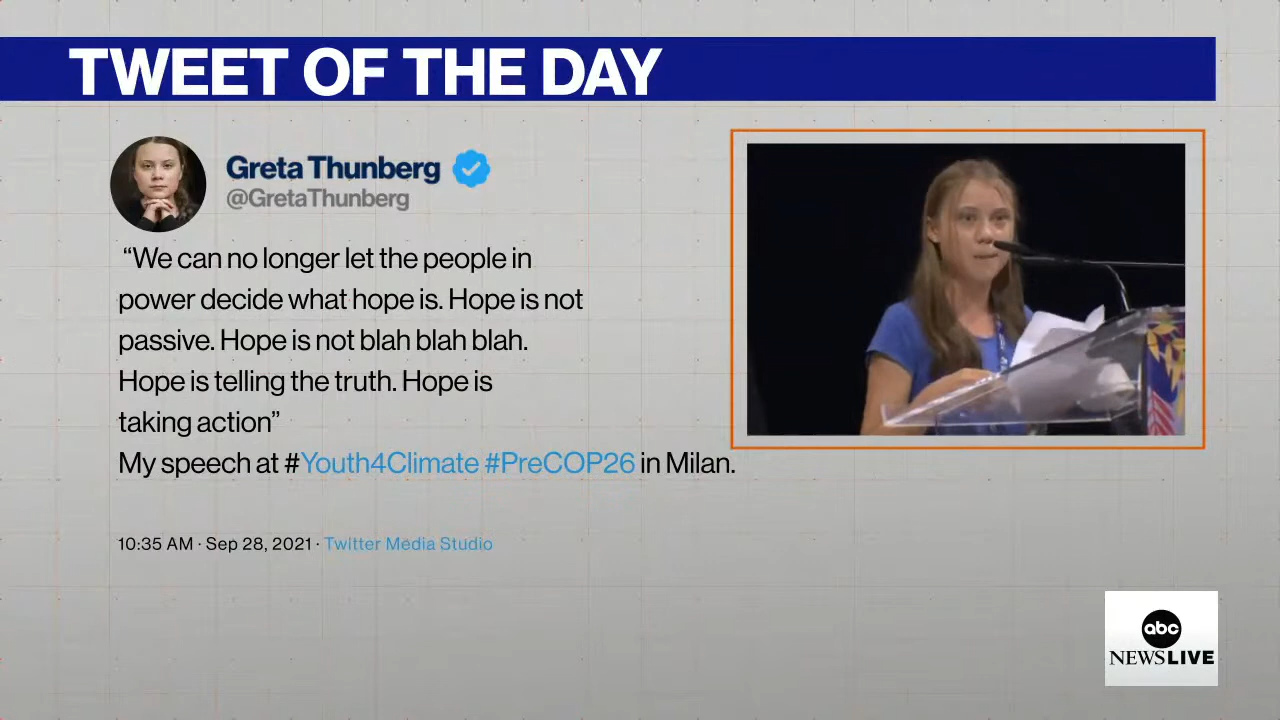 TWEET OF THE DAY
Greta Thunberg
@GretaThunberg
“We can no longer let the people in
power decide what hope is. Hope is not
passive. Hope is not blah blah blah.
Hope is telling the truth. Hope is
taking action”
My speech at #Youth4Climate #PreCOP26 in Milan.
10:35 AM · Sep 28, 2021 · Twitter Media Studio
abc
NEWSLIVE